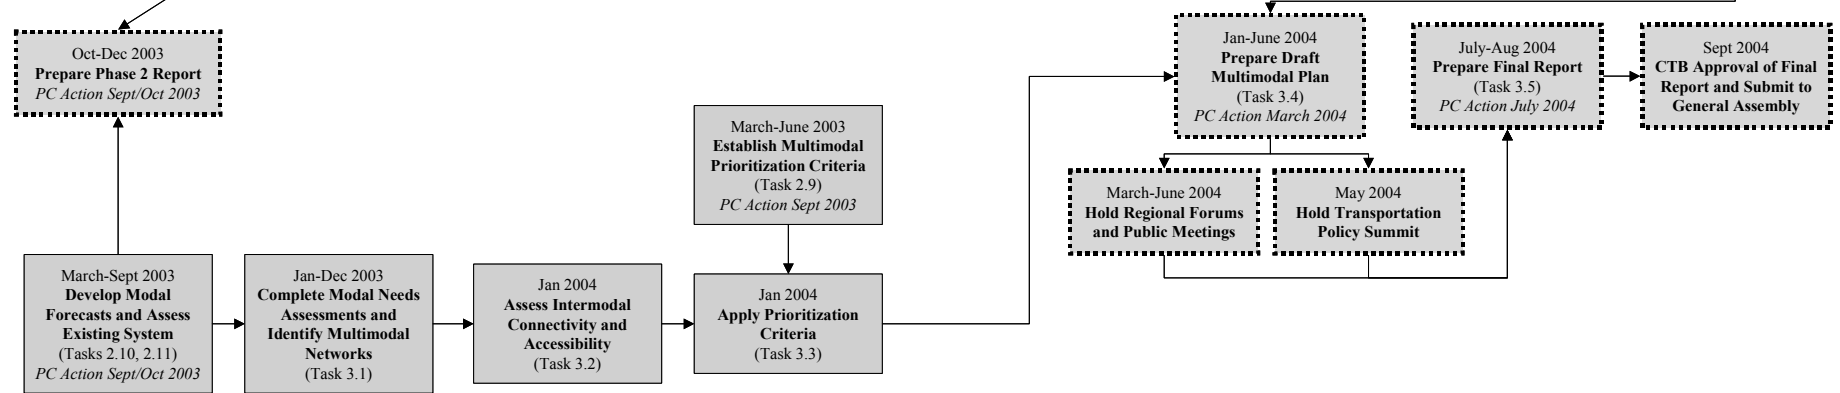 Oct-Dec 2003
Prepare Phase 2 Report
PC Action Sept/Oct 2003
Jan-June 2004
Prepare Draft
Multimodal Plan
(Task 3.4)
PC Action March 2004
July-Aug 2004
Prepare Final Report
(Task 3.5)
PC Action July 2004
Sept 2004
CTB Approval of Final
Report and Submit to
General Assembly
March-June 2003
Establish Multimodal
Prioritization Criteria
(Task 2.9)
PC Action Sept 2003
March-June 2004
Hold Regional Forums
and Public Meetings
May 2004
Hold Transportation
Policy Summit
March-Sept 2003
Develop Modal
Forecasts and Assess
Existing System
(Tasks 2.10, 2.11)
PC Action Sept/Oct 2003
Jan-Dec 2003
Complete Modal Needs
Assessments and
Identify Multimodal
Networks
(Task 3.1)
Jan 2004
Assess Intermodal
Connectivity and
Accessibility
(Task 3.2)
Jan 2004
Apply Prioritization
Criteria
(Task 3.3)